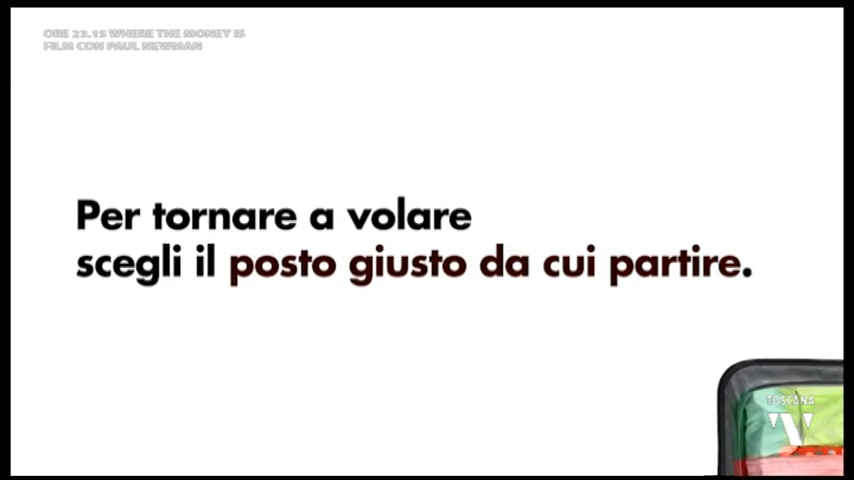 ORE 23.15 WHERE THE MONEY IS
FILM CON PAUL NEWMAN
Per tornare a volare
scegli il posto giusto da cui partire.
TOSCANA
TV